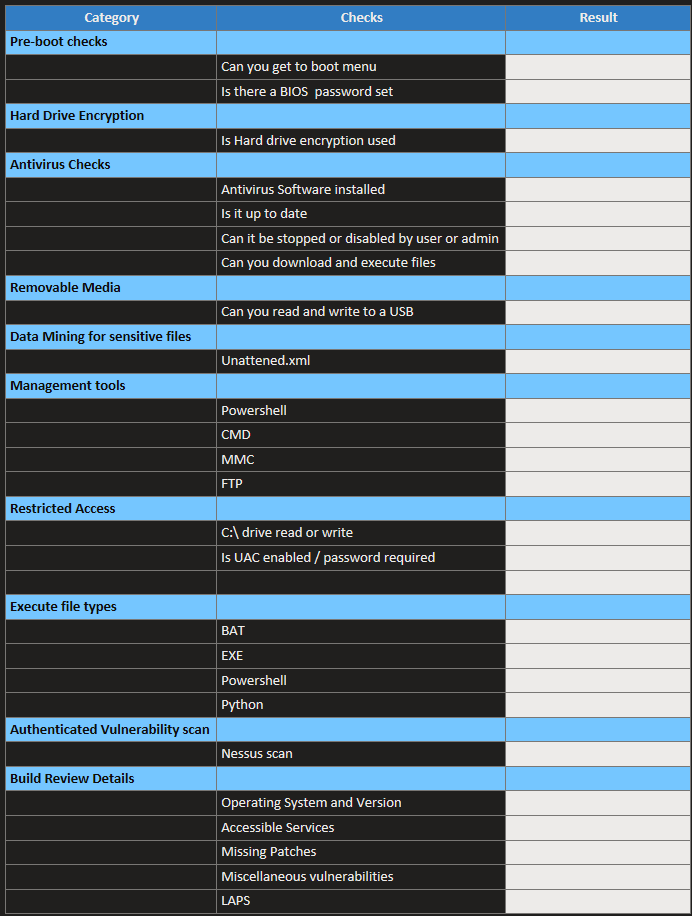 Category Checks Result
Pre-boot checks
Can you get to boot menu
Is there a BIOS  password set
Hard Drive Encryption
Is Hard drive encryption used
Antivirus Checks
Antivirus Software installed
Is it up to date
Can it be stopped or disabled by user or admin
Can you download and execute files
Removable Media
Can you read and write to a USB
Data Mining for sensitive files
Unattened.xml
Management tools
Powershell
CMD
MMC
FTP
Restricted Access
C:\ drive read or write
Is UAC enabled / password required
Execute file types
BAT
EXE
Powershell
Python
Authenticated Vulnerability scan
Nessus scan
Build Review Details
Operating System and Version
Accessible Services
Missing Patches
Miscellaneous vulnerabilities
LAPS